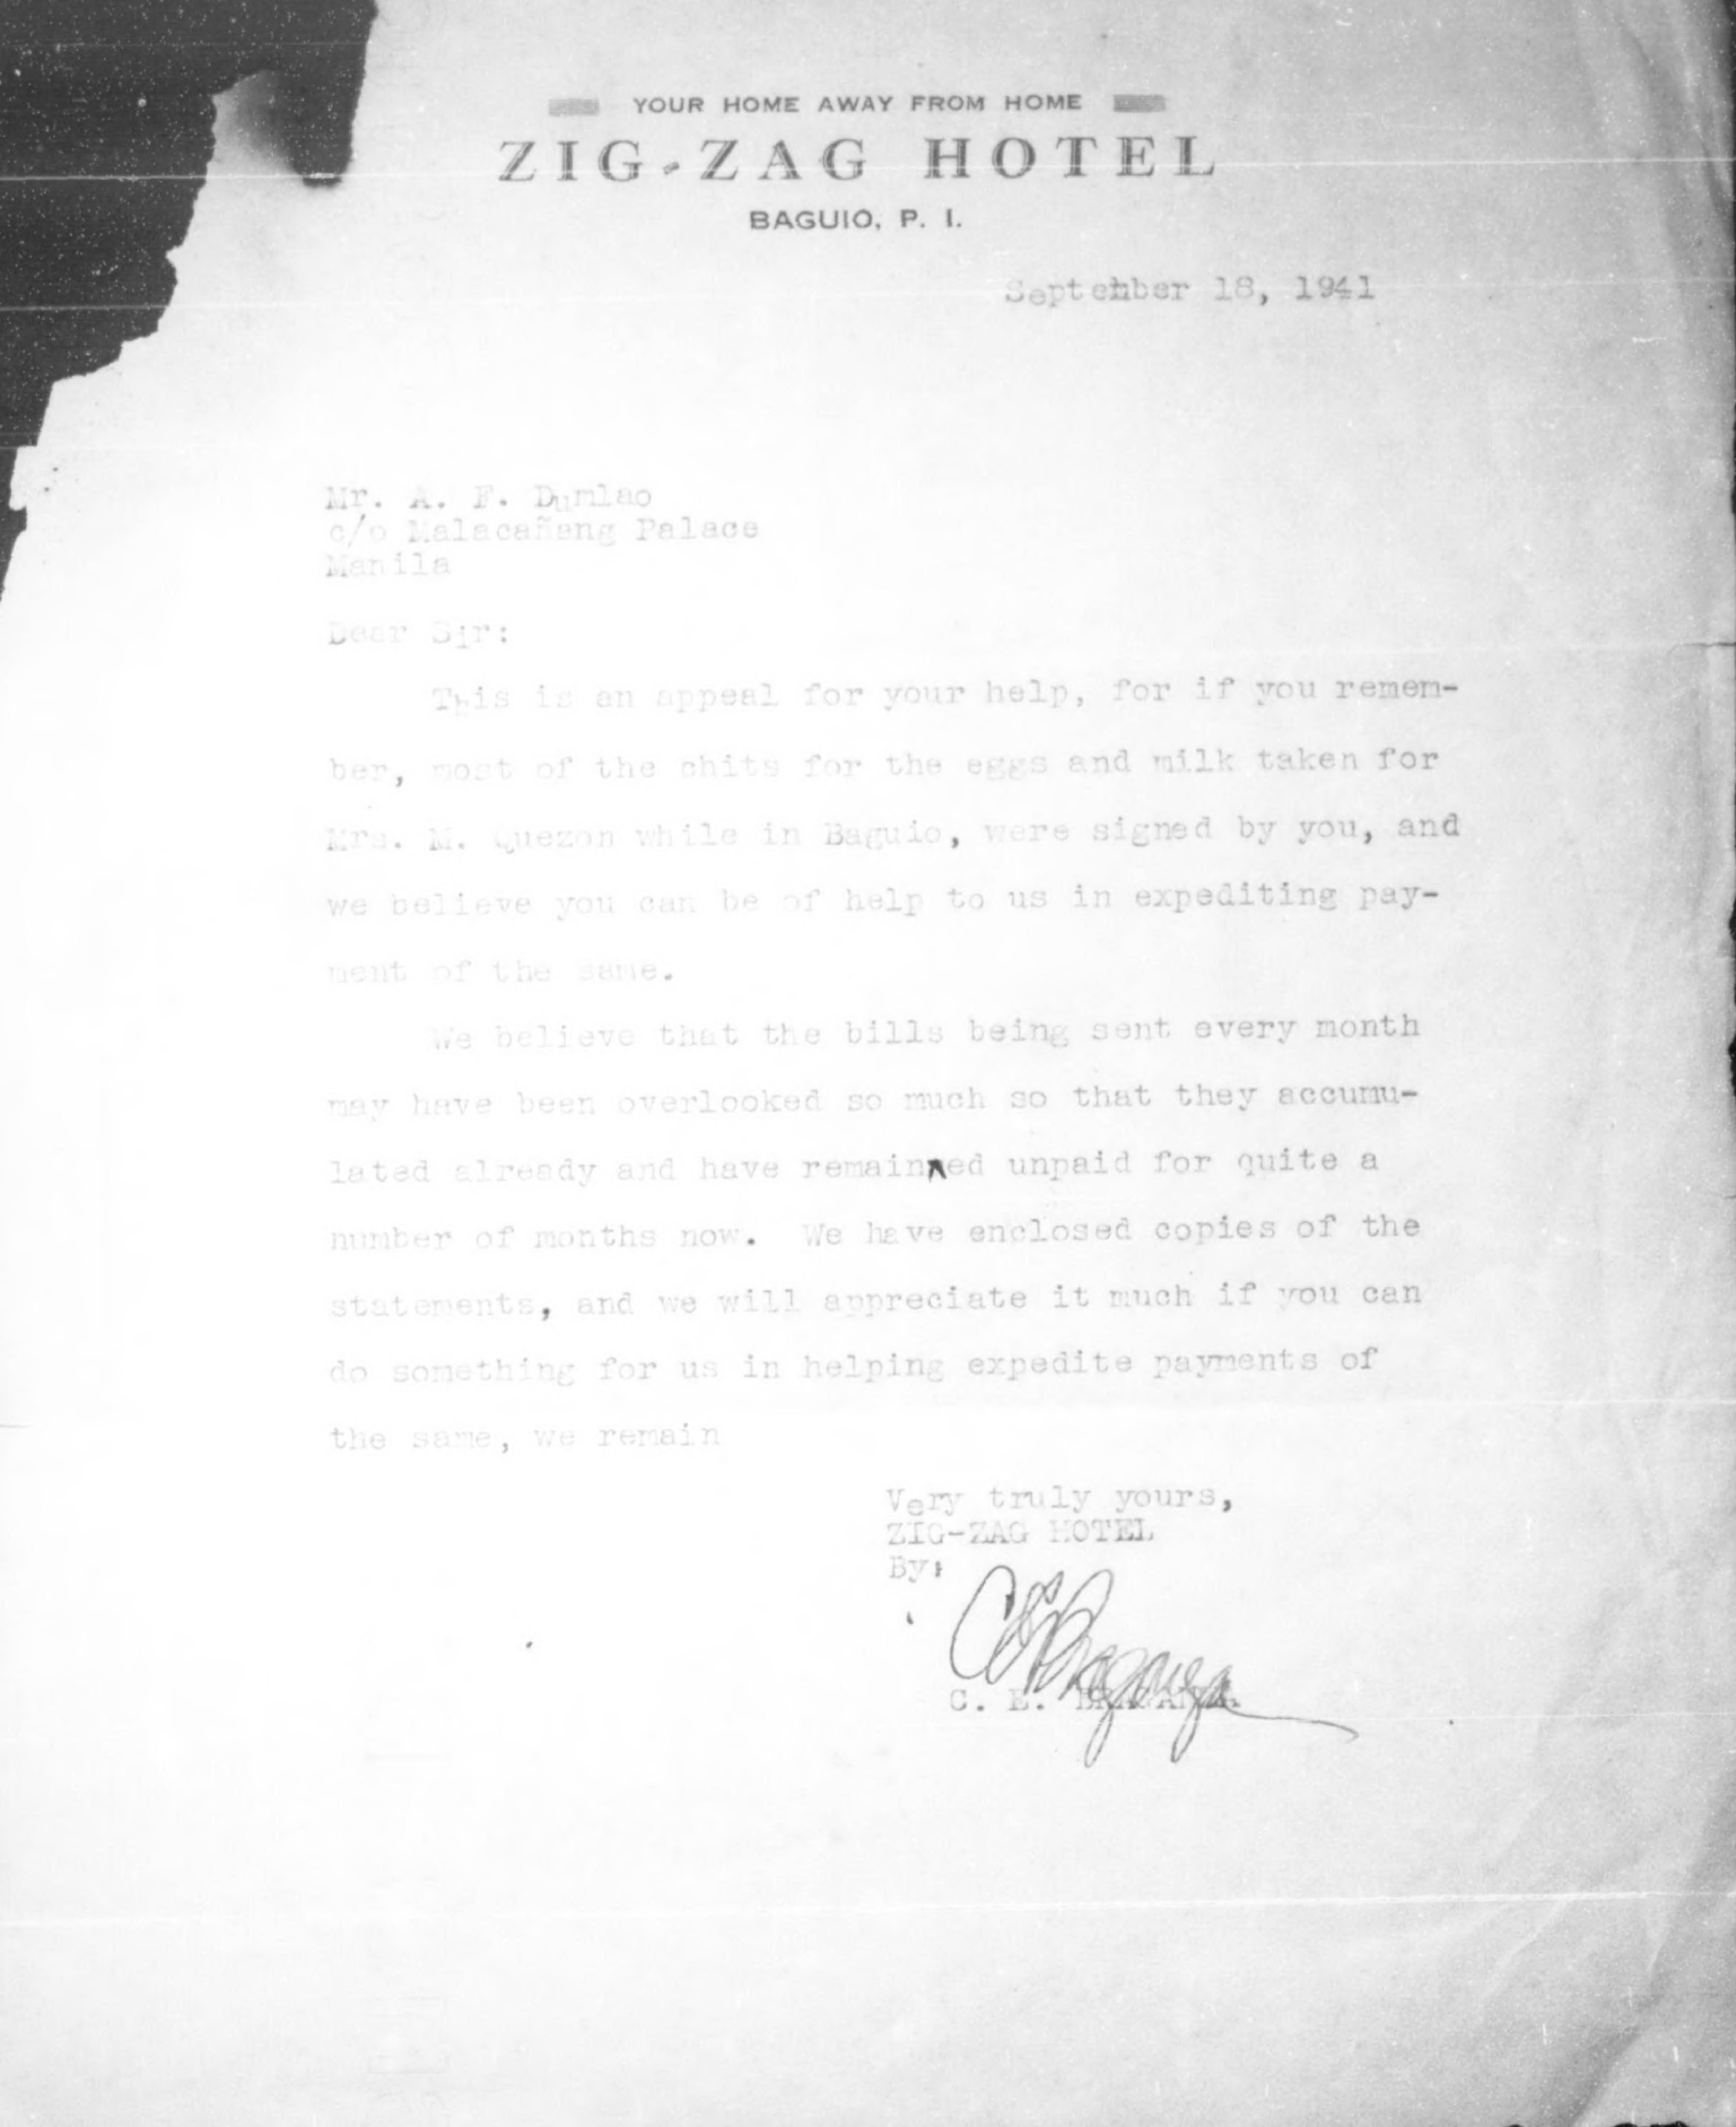 YOUR HOME AWAY FROM HOME
ZIG-ZAG HOTEL
BAGUIO, P. I.
September 18, 1941
Mr. A. F. Dumlao
c/o Malacañang Palace
Manila
Dear Sir:
This is an appeal for your help, for if you remem-
ber, most of the chits for the eggs and milk taken for
Mrs. M. Quezon while in Baguio, were signed by you, and
we believe you can be of help to us in expediting pay-
ment of the same.
We believe that the bills being sent every month
may have been overlooked so much so that they accumu-
lated already and have remained unpaid for quite a
number of months now. We have enclosed copies of the
statements, and we will appreciate it much if you can
do something for us in helping expedite payments of
the same, we remain
Very truly yours,
ZIG-ZAG HOTEL
By:
C E Braganza
C. E. BRAGANZA